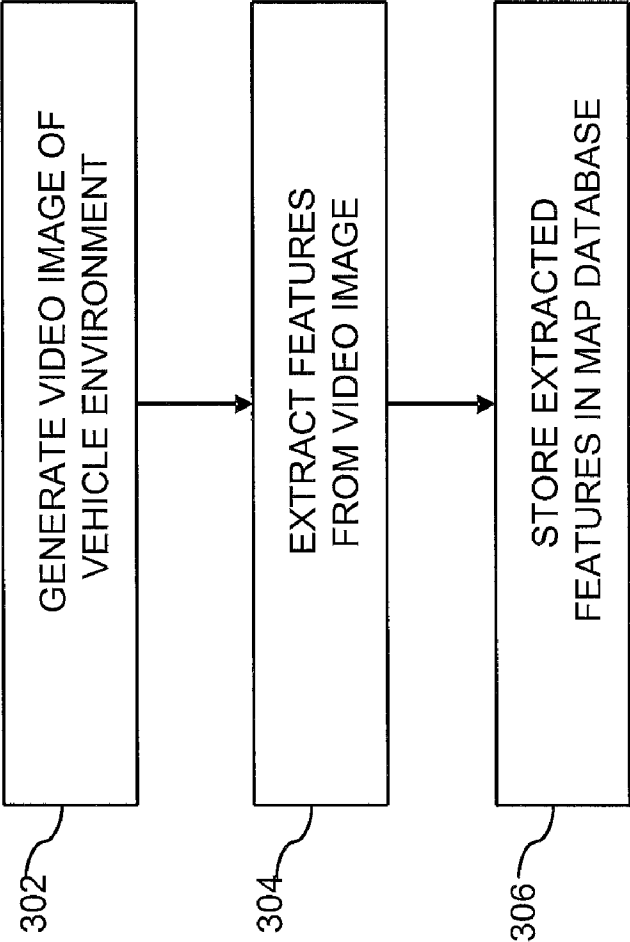 302
GENERATE VIDEO IMAGE OF
VEHICLE ENVIRONMENT
304
EXTRACT FEATURES
FROM VIDEO IMAGE
306
STORE EXTRACTED
FEATURES IN MAP DATABASE